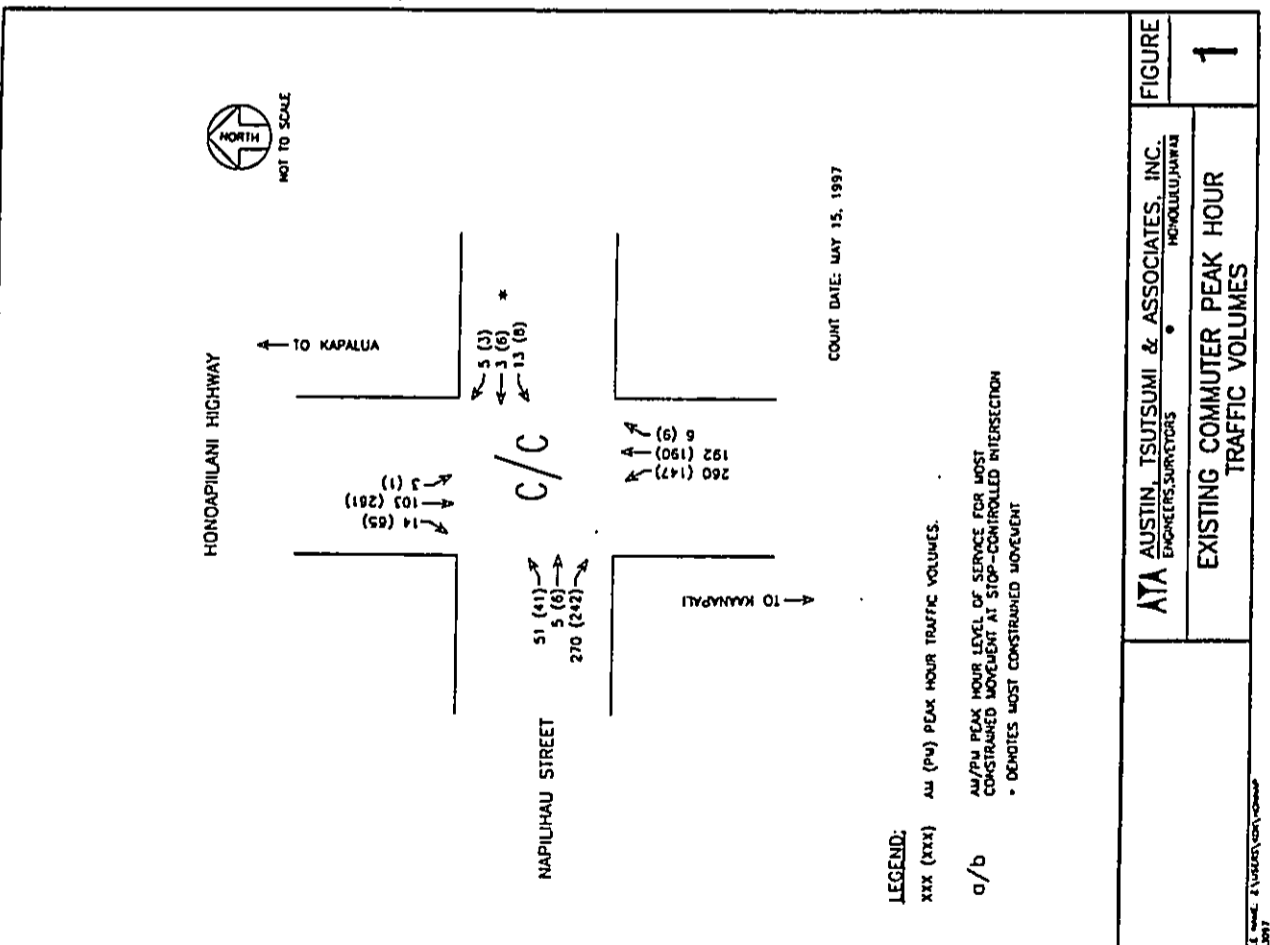 NORTH
NOT TO SCALE
HONOAPIILANI HIGHWAY
TO KAPALUA
14 (65)
103 (281)
3 (1)
5 (3)
3 (6) *
13 (8)
C/C
51 (41)
5 (6)
270 (242)
260 (147)
192 (190)
6 (9)
NAPILIHAU STREET
TO KAANAPALI
COUNT DATE: MAY 15, 1997
LEGEND:
XXX (XXX) AM (PM) PEAK HOUR TRAFFIC VOLUMES.
a/b AM/PM PEAK HOUR LEVEL OF SERVICE FOR MOST
CONSTRAINED MOVEMENT AT STOP-CONTROLLED INTERSECTION
* DENOTES MOST CONSTRAINED MOVEMENT
ATA AUSTIN, TSUTSUMI & ASSOCIATES, INC.
ENGINEERS, SURVEYORS • HONOLULU, HAWAII
EXISTING COMMUTER PEAK HOUR
TRAFFIC VOLUMES
FIGURE
1